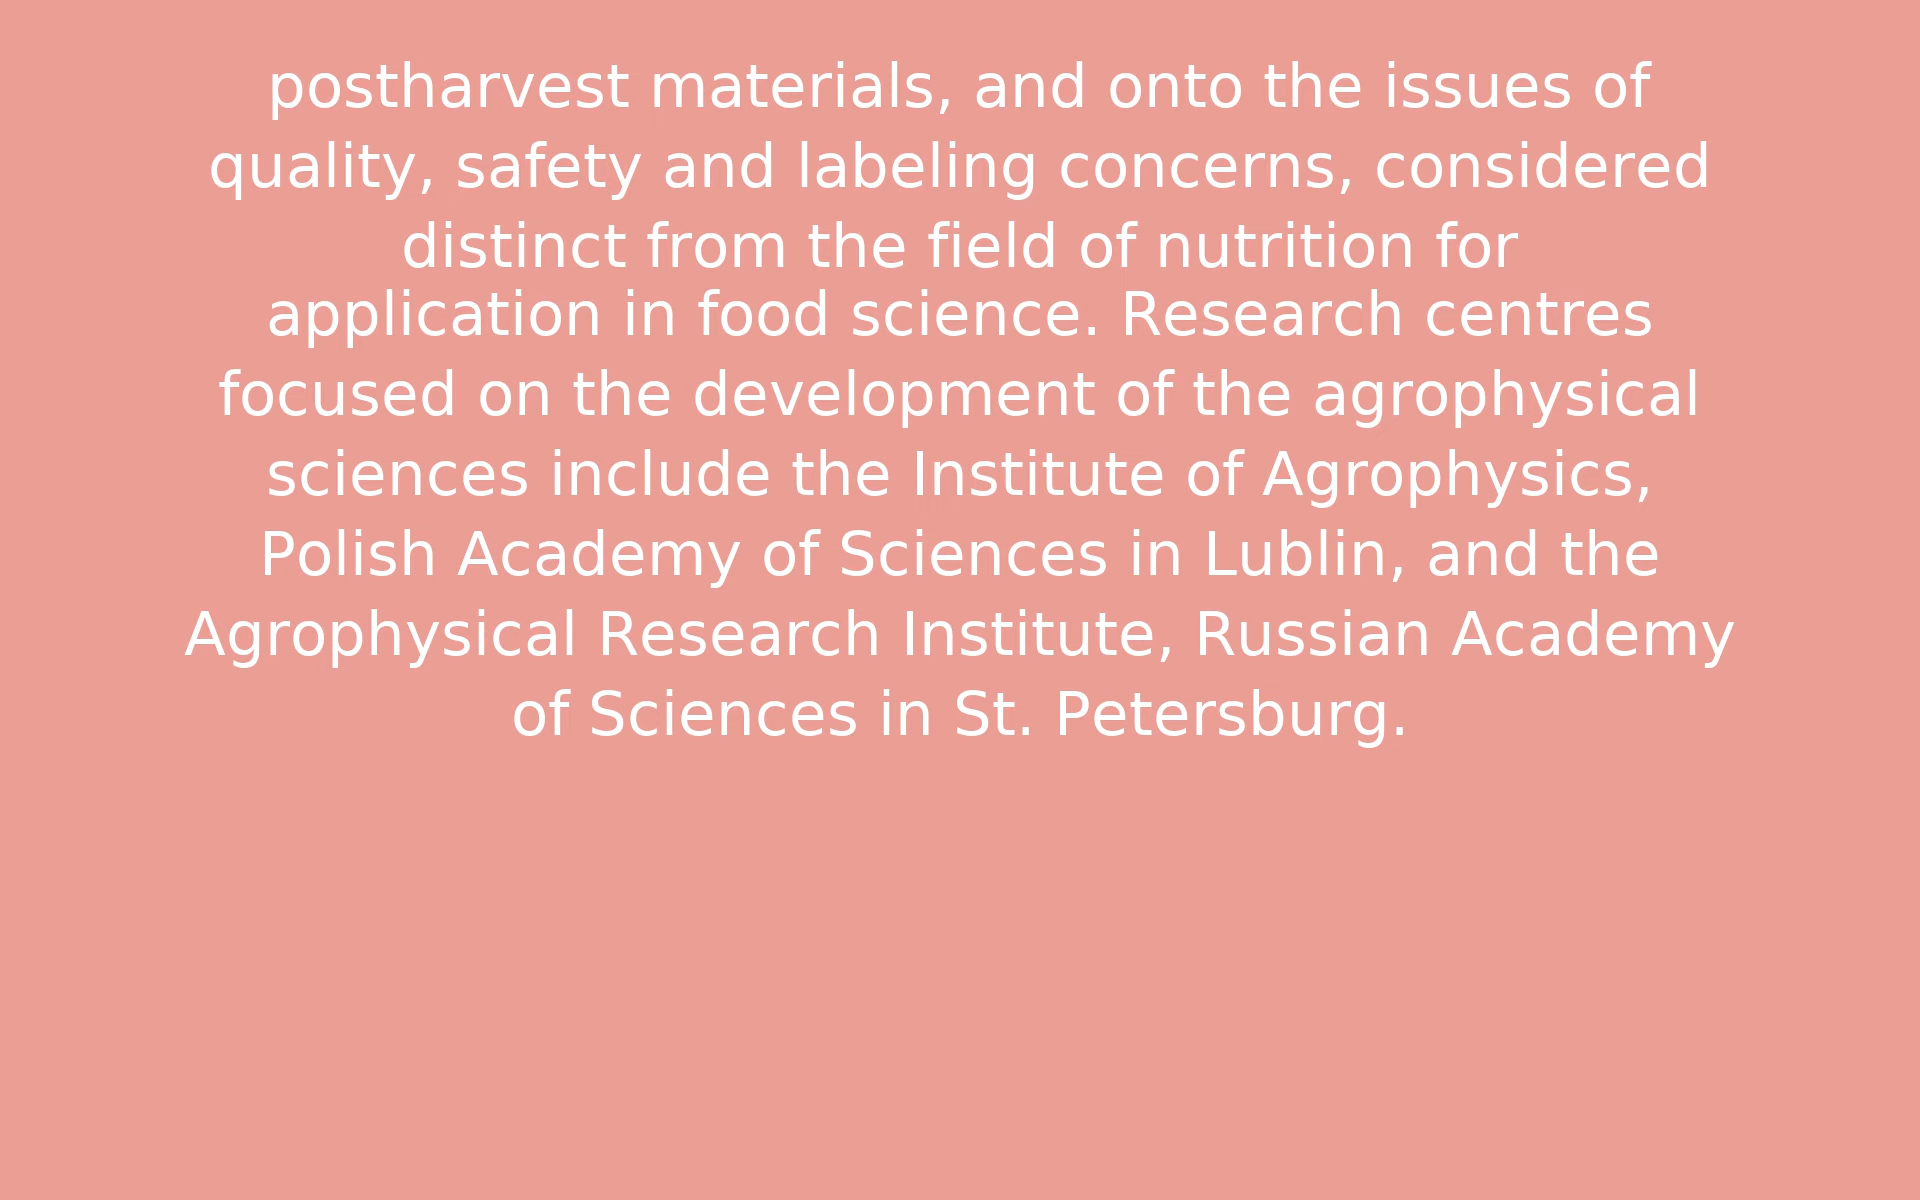 postharvest materials, and onto the issues of
quality, safety and labeling concerns, considered
distinct from the field of nutrition for
application in food science. Research centres
focused on the development of the agrophysical
sciences include the Institute of Agrophysics,
Polish Academy of Sciences in Lublin, and the
Agrophysical Research Institute, Russian Academy
of Sciences in St. Petersburg.